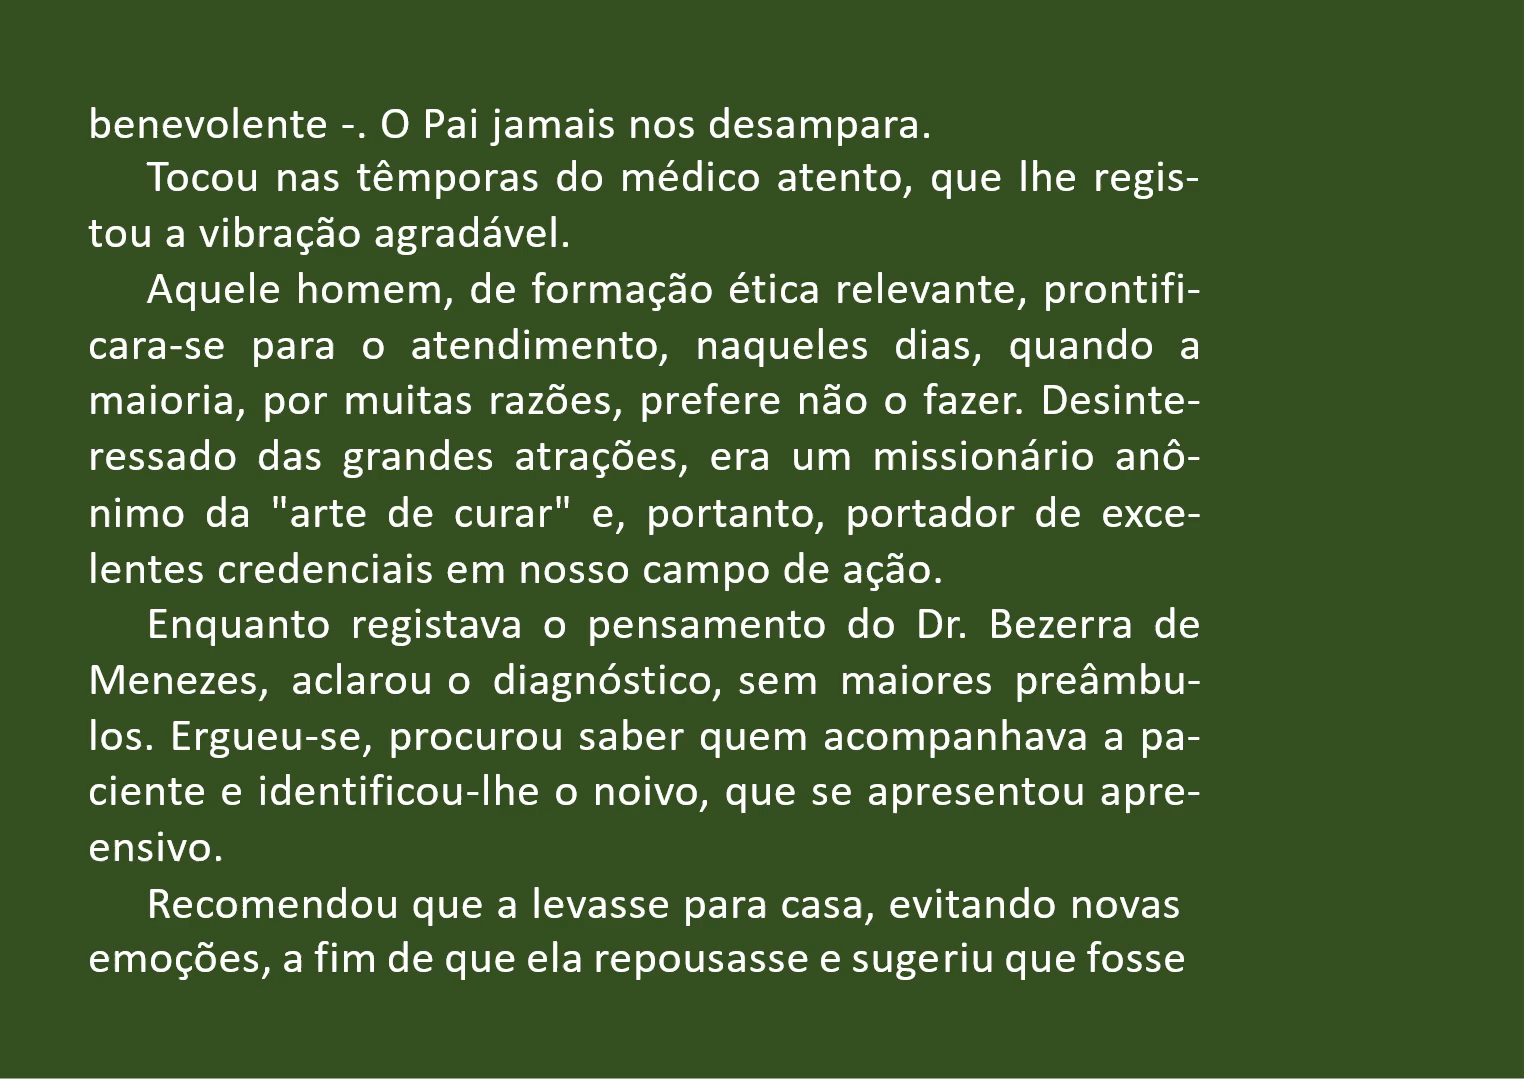 benevolente -. O Pai jamais nos desampara.
Tocou nas têmporas do médico atento, que lhe regis-
tou a vibração agradável.
Aquele homem, de formação ética relevante, prontifi-
cara-se para o atendimento, naqueles dias, quando a
maioria, por muitas razões, prefere não o fazer. Desinte-
ressado das grandes atrações, era um missionário anô-
nimo da "arte de curar" e, portanto, portador de exce-
lentes credenciais em nosso campo de ação.
Enquanto registava o pensamento do Dr. Bezerra de
Menezes, aclarou o diagnóstico, sem maiores preâmbu-
los. Ergueu-se, procurou saber quem acompanhava a pa-
ciente e identificou-lhe o noivo, que se apresentou apre-
ensivo.
Recomendou que a levasse para casa, evitando novas
emoções, a fim de que ela repousasse e sugeriu que fosse